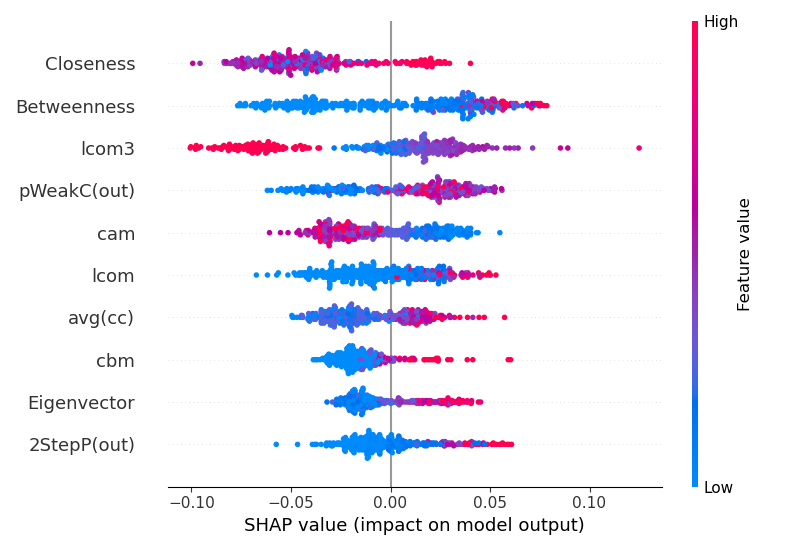 High
Closeness
Betweenness
lcom3
pWeakC(out)
cam
lcom
avg(cc)
cbm
Eigenvector
2StepP(out)
Feature value
Low
−0.10 −0.05 0.00 0.05 0.10
SHAP value (impact on model output)